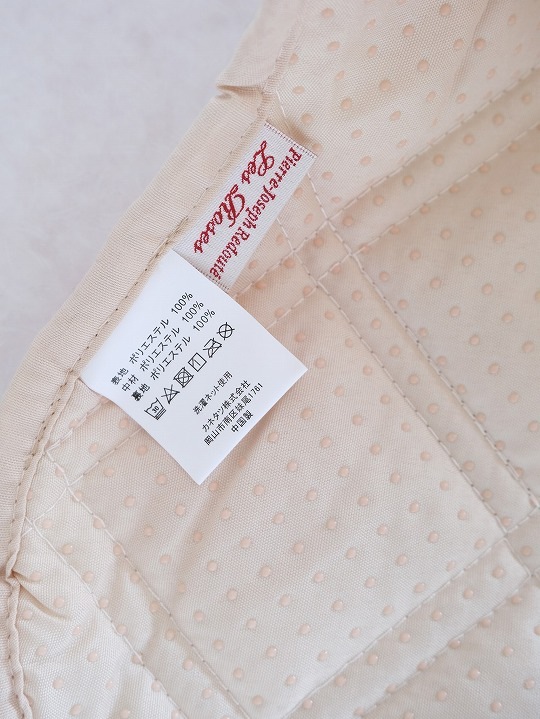 Pierre-Joseph Redouté
Les Roses
表地 ポリエステル 100%
中材 ポリエステル 100%
裏地 ポリエステル 100%
洗濯ネット使用
カネタツ株式会社
岡山市南区妹尾1761
中国製